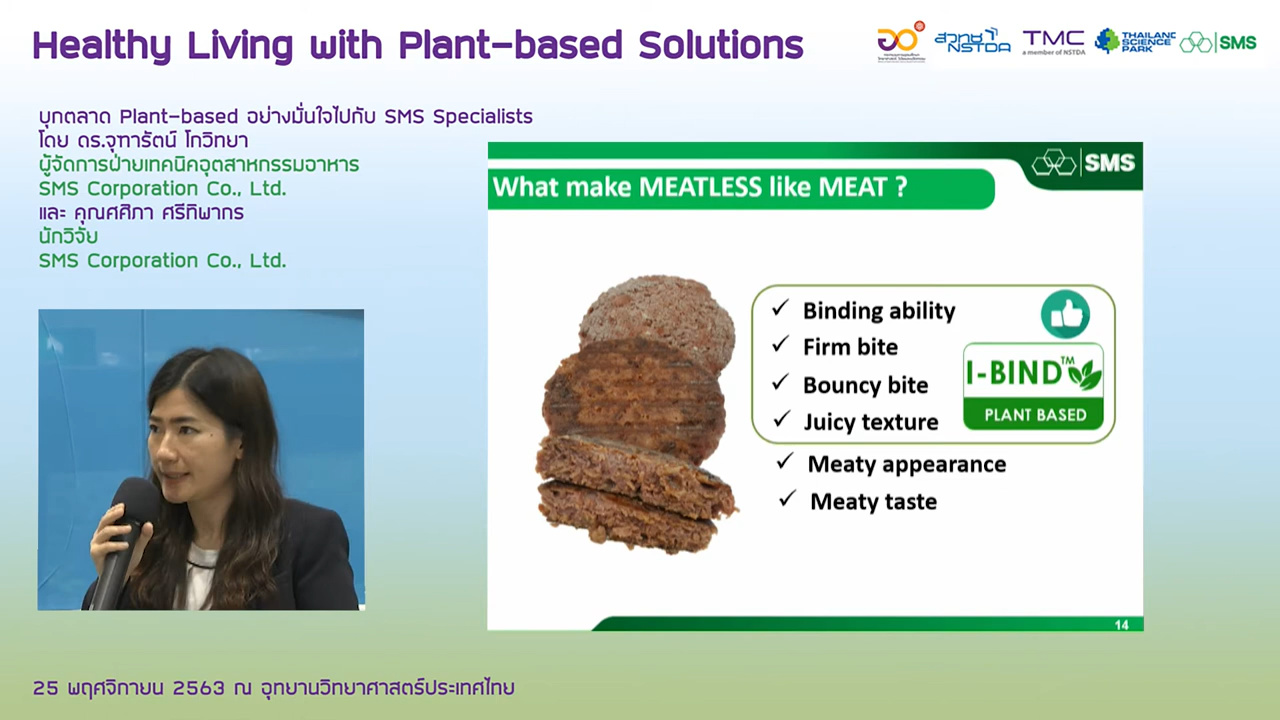 Healthy Living with Plant-based Solutions
สวทช
NSTDA
TMC
a member of NSTDA
THAILAND
SCIENCE
PARK
SMS
บุกตลาด Plant-based อย่างมั่นใจไปกับ SMS Specialists
โดย ดร.จุฑารัตน์ โกวิทยา
ผู้จัดการฝ่ายเทคนิคอุตสาหกรรมอาหาร
SMS Corporation Co., Ltd.
และ คุณศศิภา ศรีทิพากร
นักวิจัย
SMS Corporation Co., Ltd.
SMS
What make MEATLESS like MEAT ?
✓ Binding ability
✓ Firm bite
✓ Bouncy bite
✓ Juicy texture
I-BIND™
PLANT BASED
✓ Meaty appearance
✓ Meaty taste
14
25 พฤศจิกายน 2563 ณ อุทยานวิทยาศาสตร์ประเทศไทย